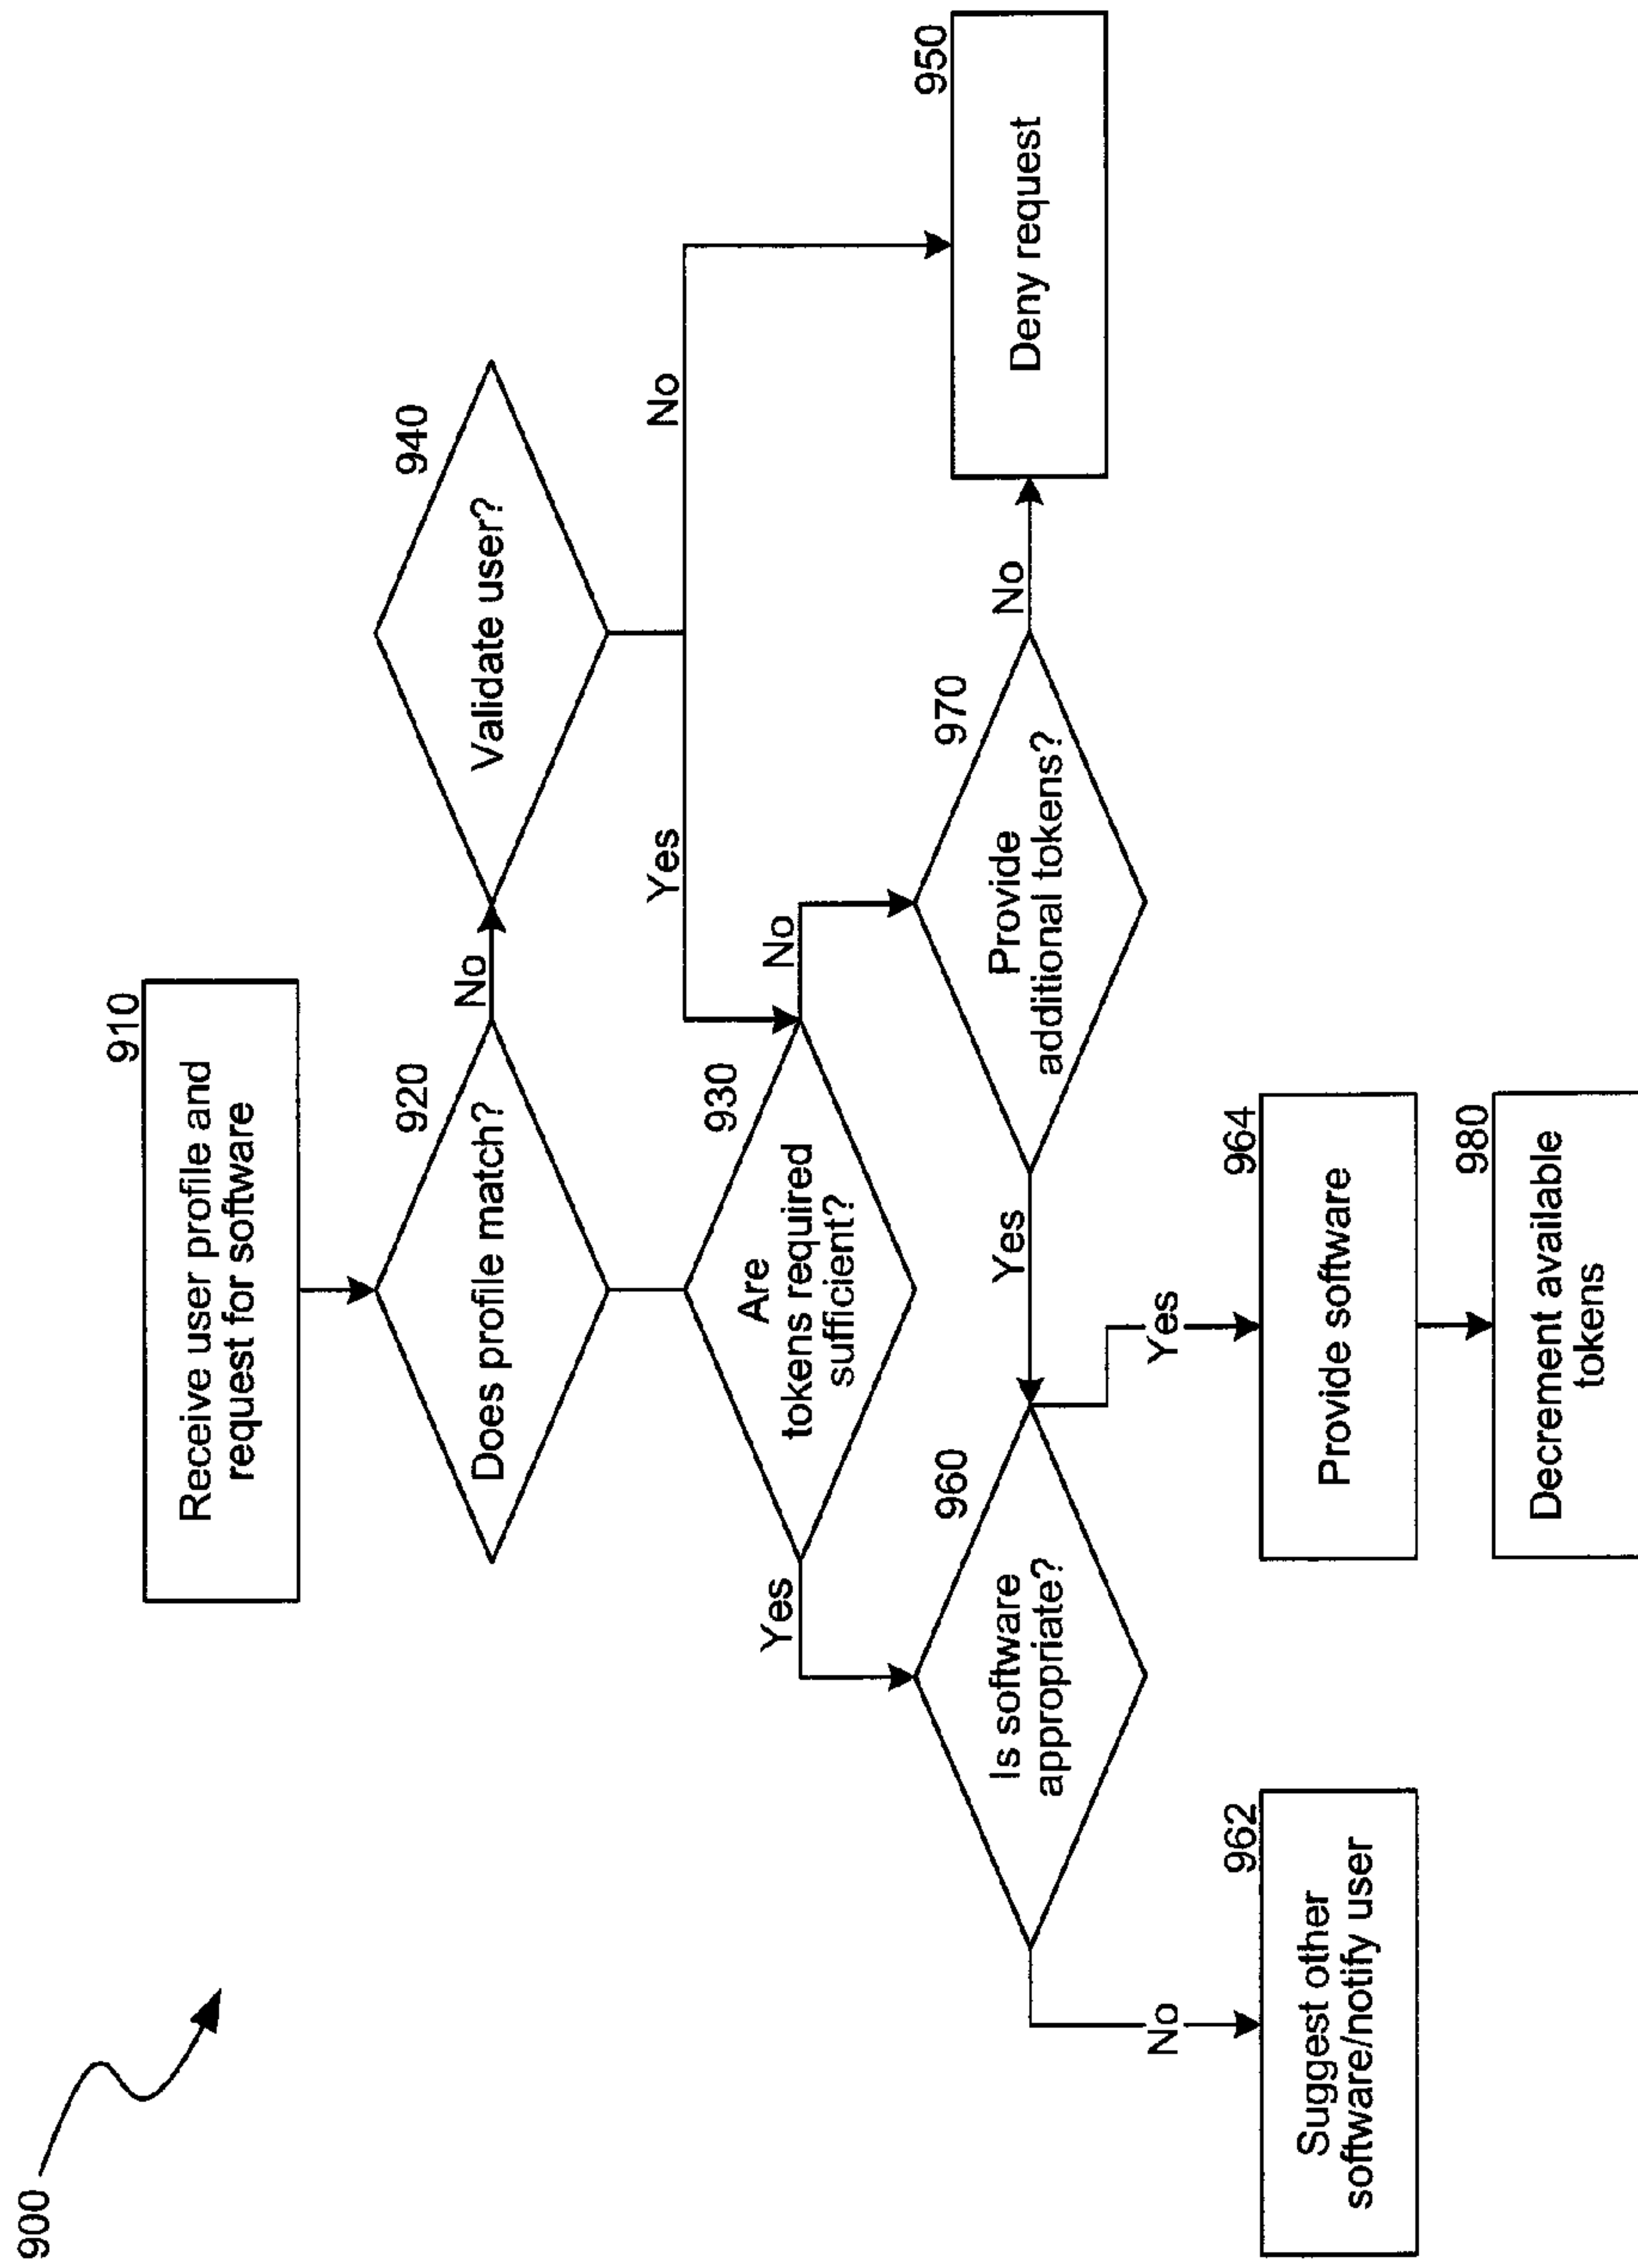 900
910
Receive user profile and
request for software
920
Does profile match?
No
940
Validate user?
Yes
No
930
Are
tokens required
sufficient?
Yes
No
960
Is software
appropriate?
Yes
970
Provide
additional tokens?
No
950
Deny request
No
Yes
962
Suggest other
software/notify user
964
Provide software
980
Decrement available
tokens